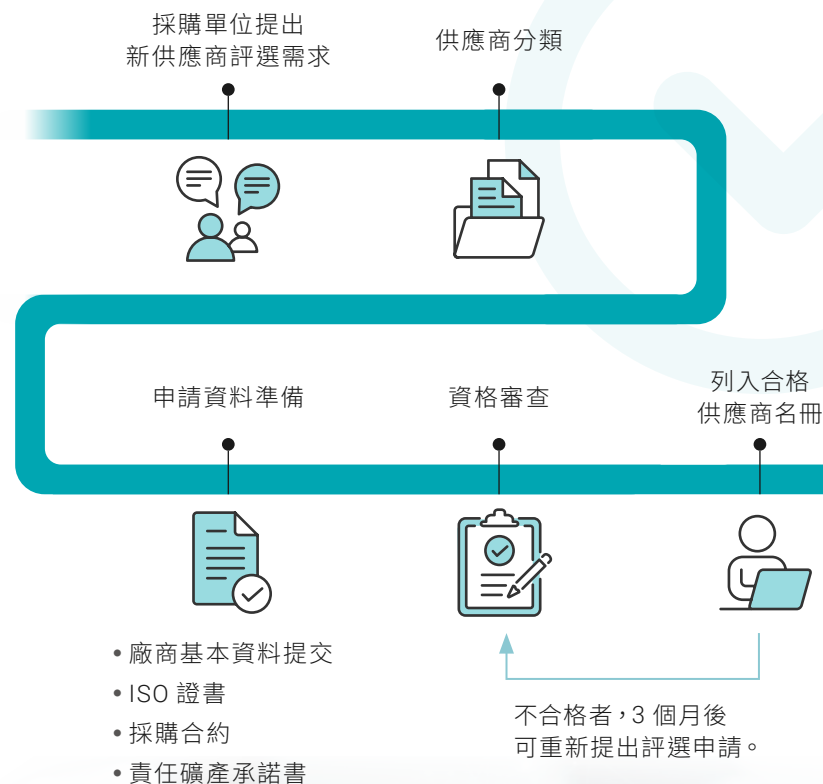 採購單位提出
新供應商評選需求
供應商分類
申請資料準備
資格審查
列入合格
供應商名冊
• 廠商基本資料提交
• ISO 證書
• 採購合約
• 責任礦產承諾書
不合格者，3 個月後
可重新提出評選申請。